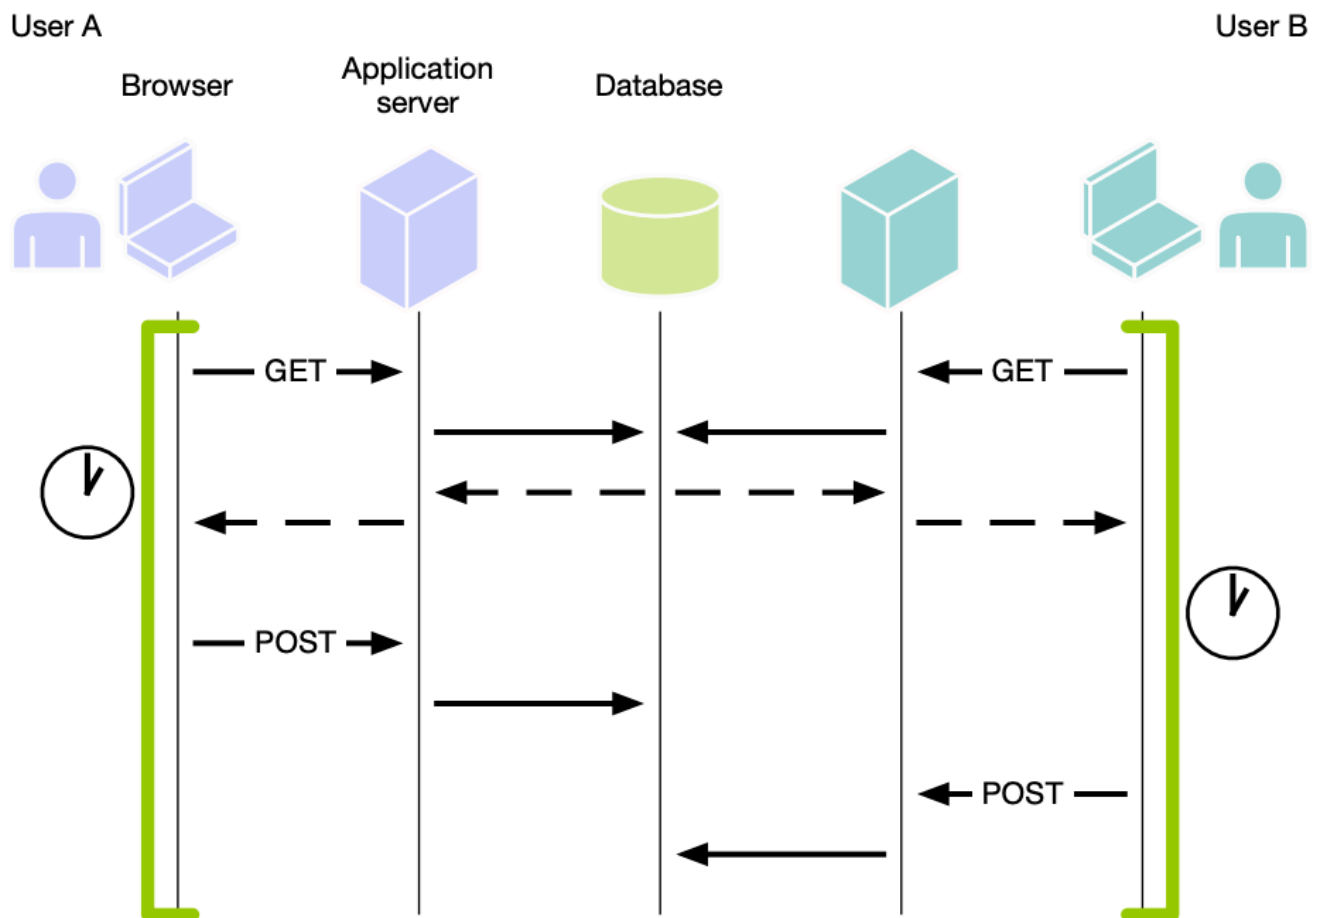 User A
User B
Browser
Application
server
Database
GET
GET
POST
POST